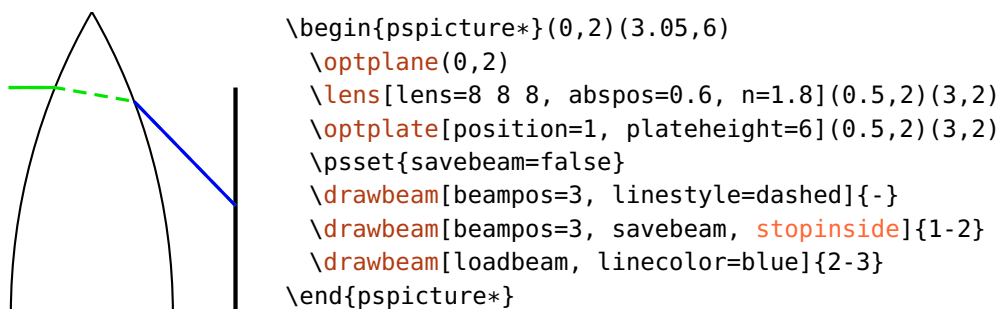 \begin{pspicture*}(0,2)(3.05,6)
\optplane(0,2)
\lens[lens=8 8 8, abspos=0.6, n=1.8](0.5,2)(3,2)
\optplate[position=1, plateheight=6](0.5,2)(3,2)
\psset{savebeam=false}
\drawbeam[beampos=3, linestyle=dashed]{-}
\drawbeam[beampos=3, savebeam, stopinside]{1-2}
\drawbeam[loadbeam, linecolor=blue]{2-3}
\end{pspicture*}